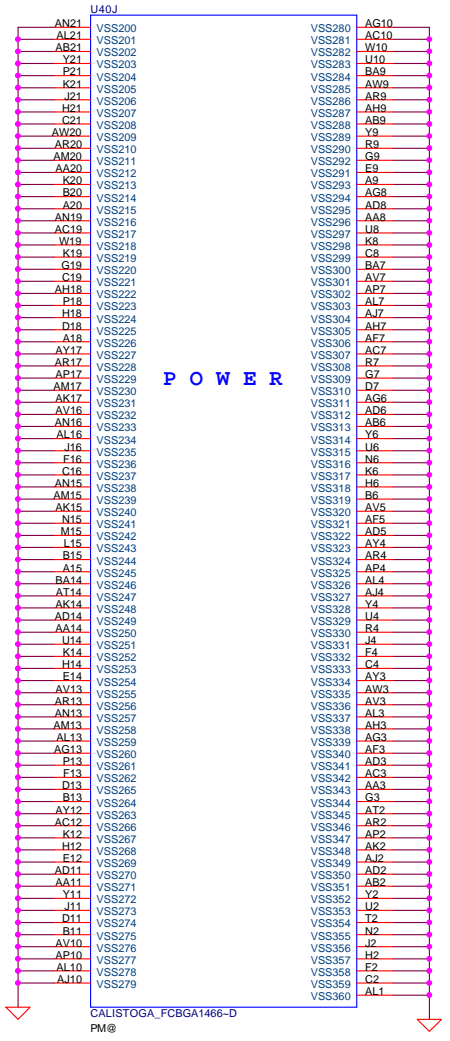 U40J
AN21 VSS200 VSS280 AG10
AL21 VSS201 VSS281 AC10
AB21 VSS202 VSS282 W10
Y21 VSS203 VSS283 U10
P21 VSS204 VSS284 BA9
K21 VSS205 VSS285 AW9
J21 VSS206 VSS286 AR9
H21 VSS207 VSS287 AH9
C21 VSS208 VSS288 AB9
AW20 VSS209 VSS289 Y9
AR20 VSS210 VSS290 R9
AM20 VSS211 VSS292 G9
AA20 VSS212 VSS291 E9
K20 VSS213 VSS293 A9
B20 VSS214 VSS294 AG8
A20 VSS215 VSS295 AD8
AN19 VSS216 VSS296 AA8
AC19 VSS217 VSS297 U8
W19 VSS218 VSS298 K8
K19 VSS219 VSS299 C8
G19 VSS220 VSS300 BA7
C19 VSS221 VSS301 AV7
AH18 VSS222 VSS302 AP7
P18 VSS223 VSS303 AL7
H18 VSS224 VSS304 AJ7
D18 VSS225 VSS305 AH7
A18 VSS226 VSS306 AF7
AY17 VSS227 VSS307 AC7
AR17 VSS228 VSS308 R7
AP17 VSS229 VSS309 G7
P O W E R
AM17 VSS230 VSS310 D7
AK17 VSS231 VSS311 AG6
AV16 VSS232 VSS312 AD6
AN16 VSS233 VSS313 AB6
AL16 VSS234 VSS314 Y6
J16 VSS235 VSS315 U6
F16 VSS236 VSS316 N6
C16 VSS237 VSS317 K6
AN15 VSS238 VSS318 H6
AM15 VSS239 VSS319 B6
AK15 VSS240 VSS320 AV5
N15 VSS241 VSS321 AF5
M15 VSS242 VSS322 AD5
L15 VSS243 VSS323 AY4
B15 VSS244 VSS324 AR4
A15 VSS245 VSS325 AP4
BA14 VSS246 VSS326 AL4
AT14 VSS247 VSS327 AJ4
AK14 VSS248 VSS328 Y4
AD14 VSS249 VSS329 U4
AA14 VSS250 VSS330 R4
U14 VSS251 VSS331 J4
K14 VSS252 VSS332 F4
H14 VSS253 VSS333 C4
E14 VSS254 VSS334 AY3
AV13 VSS255 VSS335 AW3
AR13 VSS256 VSS336 AV3
AN13 VSS257 VSS337 AL3
AM13 VSS258 VSS338 AH3
AL13 VSS259 VSS339 AG3
AG13 VSS260 VSS340 AF3
P13 VSS261 VSS341 AD3
F13 VSS262 VSS342 AC3
D13 VSS265 VSS343 AA3
B13 VSS264 VSS344 G3
AY12 VSS263 VSS345 AT2
AC12 VSS266 VSS346 AR2
K12 VSS267 VSS347 AP2
H12 VSS268 VSS348 AK2
E12 VSS269 VSS349 AJ2
AD11 VSS270 VSS350 AD2
AA11 VSS271 VSS351 AB2
Y11 VSS272 VSS352 Y2
J11 VSS273 VSS353 U2
D11 VSS274 VSS354 T2
B11 VSS275 VSS355 N2
AV10 VSS276 VSS356 J2
AP10 VSS277 VSS357 H2
AL10 VSS278 VSS358 F2
AJ10 VSS279 VSS359 C2
VSS360 AL1
CALISTOGA_FCBGA1466~D
PM@